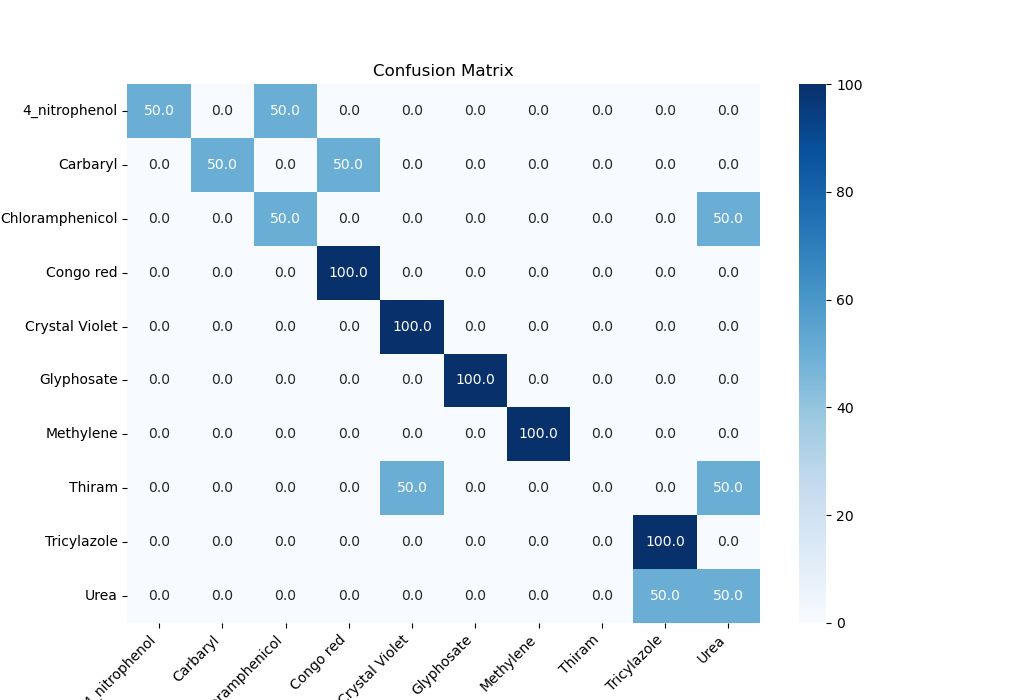 Confusion Matrix
4_nitrophenol 50.0 0.0 50.0 0.0 0.0 0.0 0.0 0.0 0.0 0.0
Carbaryl 0.0 50.0 0.0 50.0 0.0 0.0 0.0 0.0 0.0 0.0
Chloramphenicol 0.0 0.0 50.0 0.0 0.0 0.0 0.0 0.0 0.0 50.0
Congo red 0.0 0.0 0.0 100.0 0.0 0.0 0.0 0.0 0.0 0.0
Crystal Violet 0.0 0.0 0.0 0.0 100.0 0.0 0.0 0.0 0.0 0.0
Glyphosate 0.0 0.0 0.0 0.0 0.0 100.0 0.0 0.0 0.0 0.0
Methylene 0.0 0.0 0.0 0.0 0.0 0.0 100.0 0.0 0.0 0.0
Thiram 0.0 0.0 0.0 0.0 50.0 0.0 0.0 0.0 0.0 50.0
Tricylazole 0.0 0.0 0.0 0.0 0.0 0.0 0.0 0.0 100.0 0.0
Urea 0.0 0.0 0.0 0.0 0.0 0.0 0.0 0.0 50.0 50.0
4_nitrophenol Carbaryl ramphenicol Congo red Crystal Violet Glyphosate Methylene Thiram Tricylazole Urea
100
80
60
40
20
0